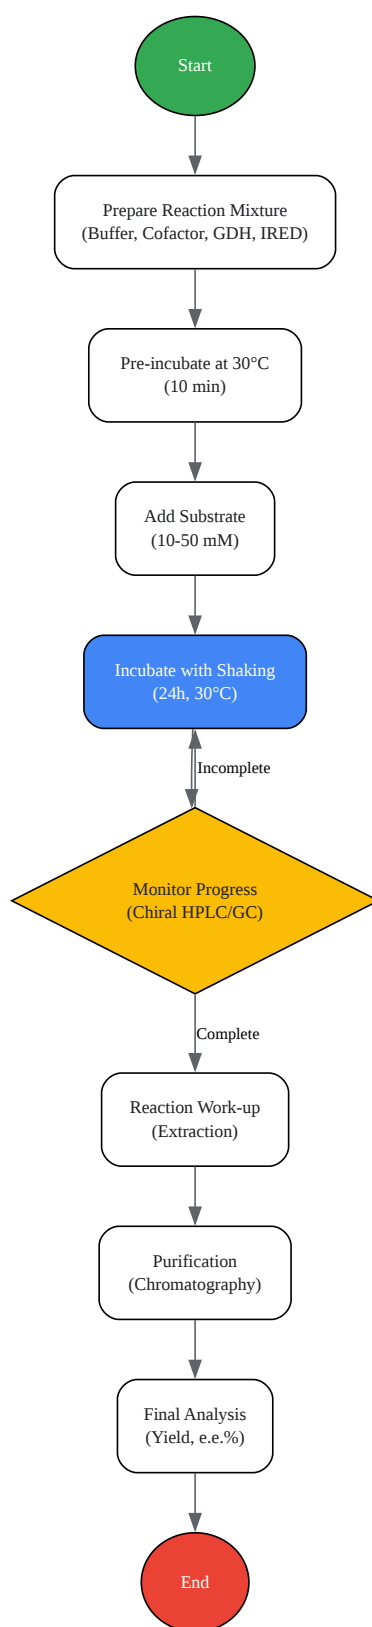 Start
Prepare Reaction Mixture
(Buffer, Cofactor, GDH, IRED)
Pre-incubate at 30°C
(10 min)
Add Substrate
(10-50 mM)
Incubate with Shaking
(24h, 30°C)
Incomplete
Monitor Progress
(Chiral HPLC/GC)
Complete
Reaction Work-up
(Extraction)
Purification
(Chromatography)
Final Analysis
(Yield, e.e.%)
End